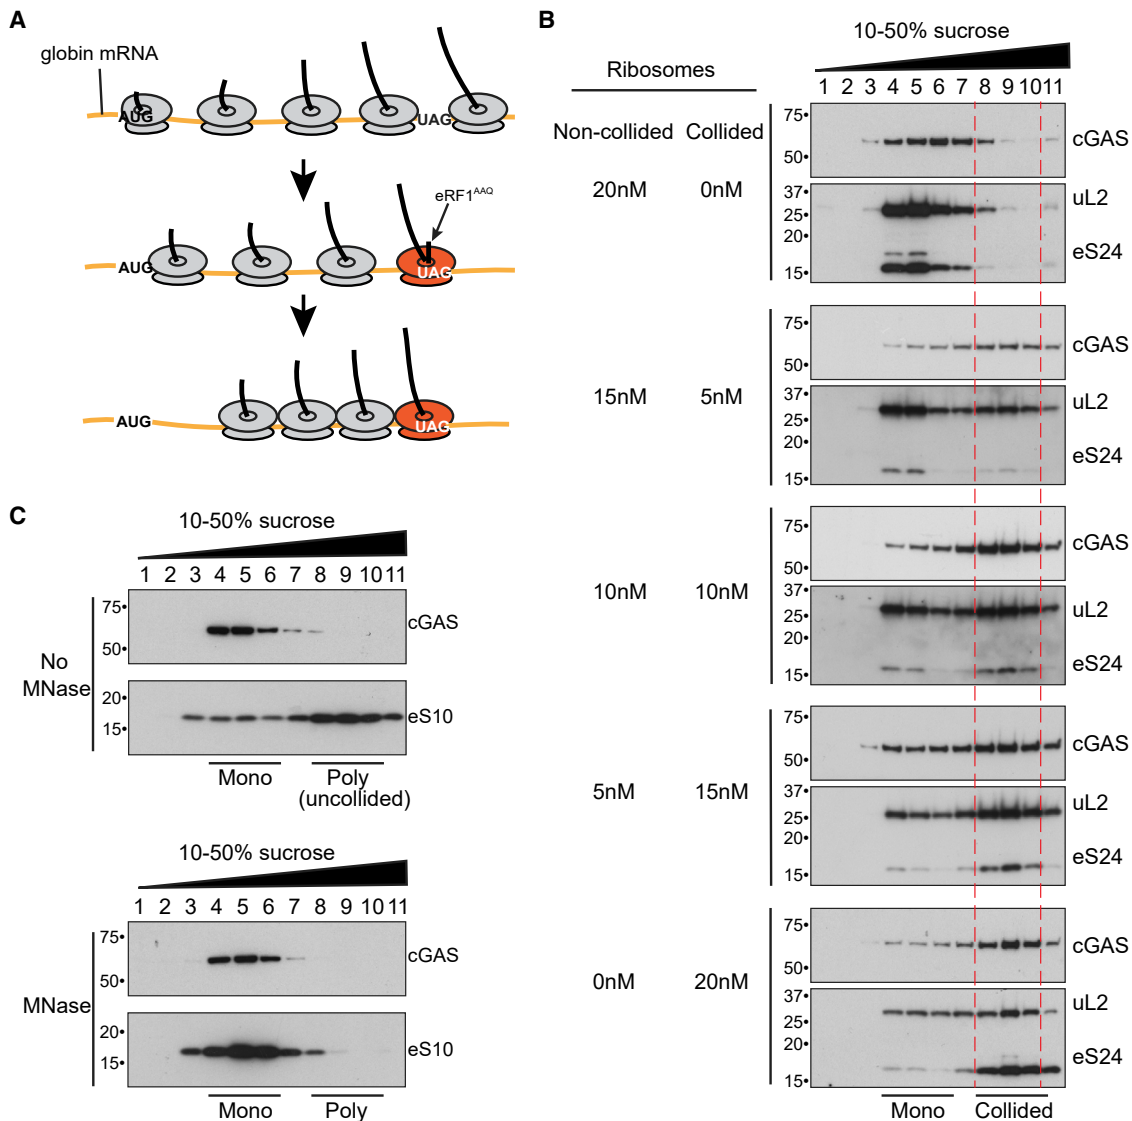 A
globin mRNA
AUG
UAG
eRF1AAQ
AUG
UAG
AUG
UAG
B
10-50% sucrose
Ribosomes
Non-collided Collided
1 2 3 4 5 6 7 8 9 10 11
20nM 0nM
75•
50•
cGAS
37•
25•
20•
15•
uL2
eS24
15nM 5nM
75•
50•
cGAS
37•
25•
20•
15•
uL2
eS24
10nM 10nM
75•
50•
cGAS
37•
25•
20•
15•
uL2
eS24
5nM 15nM
75•
50•
cGAS
37•
25•
20•
15•
uL2
eS24
0nM 20nM
75•
50•
cGAS
37•
25•
20•
15•
uL2
eS24
Mono Collided
C
10-50% sucrose
1 2 3 4 5 6 7 8 9 10 11
No
MNase
75•
50•
cGAS
20•
15•
eS10
Mono Poly
(uncollided)
10-50% sucrose
1 2 3 4 5 6 7 8 9 10 11
MNase
75•
50•
cGAS
20•
15•
eS10
Mono Poly